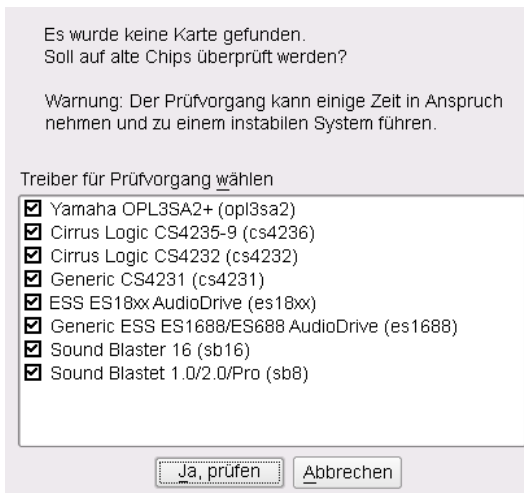 Es wurde keine Karte gefunden.
Soll auf alte Chips überprüft werden?
Warnung: Der Prüfvorgang kann einige Zeit in Anspruch
nehmen und zu einem instabilen System führen.
Treiber für Prüfvorgang wählen
Yamaha OPL3SA2+ (opl3sa2)
Cirrus Logic CS4235-9 (cs4236)
Cirrus Logic CS4232 (cs4232)
Generic CS4231 (cs4231)
ESS ES18xx AudioDrive (es18xx)
Generic ESS ES1688/ES688 AudioDrive (es1688)
Sound Blaster 16 (sb16)
Sound Blastet 1.0/2.0/Pro (sb8)
Ja, prüfen Abbrechen